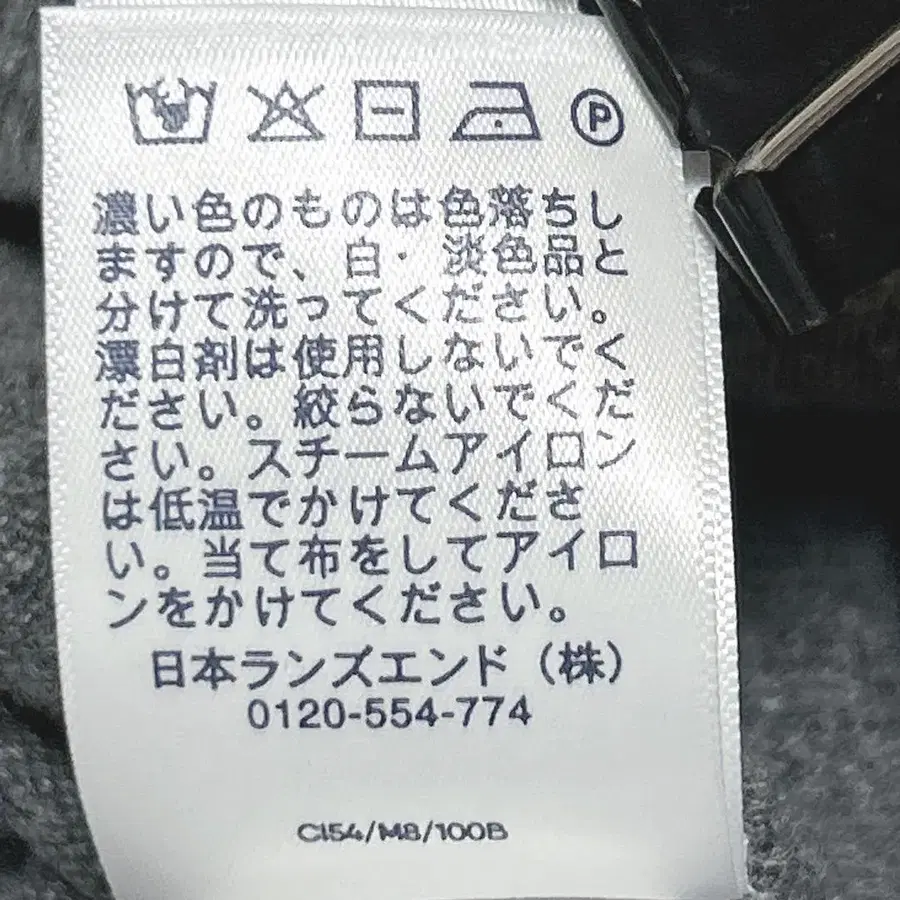 P
濃い色のものは色落ちし
ますので、白・淡色品と
分けて洗ってください。
漂白剤は使用しないでく
ださい。絞らないでくだ
さい。スチームアイロン
は低温でかけてくださ
い。当て布をしてアイロ
ンをかけてください。
日本ランズエンド（株）
0120-554-774
C154/M8/100B